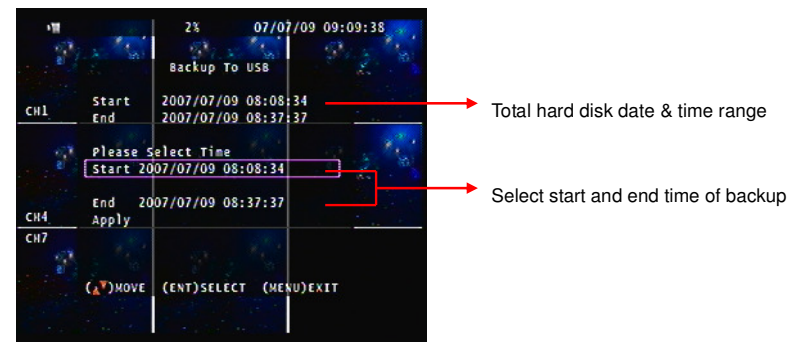 2% 07/07/09 09:09:38
Backup To USB
CH1
Start 2007/07/09 08:08:34
End 2007/07/09 08:37:37
Total hard disk date & time range
Please Select Time
Start 2007/07/09 08:08:34
End 2007/07/09 08:37:37
Select start and end time of backup
CH4
Apply
CH7
(▲▼)MOVE (ENT)SELECT (MENU)EXIT